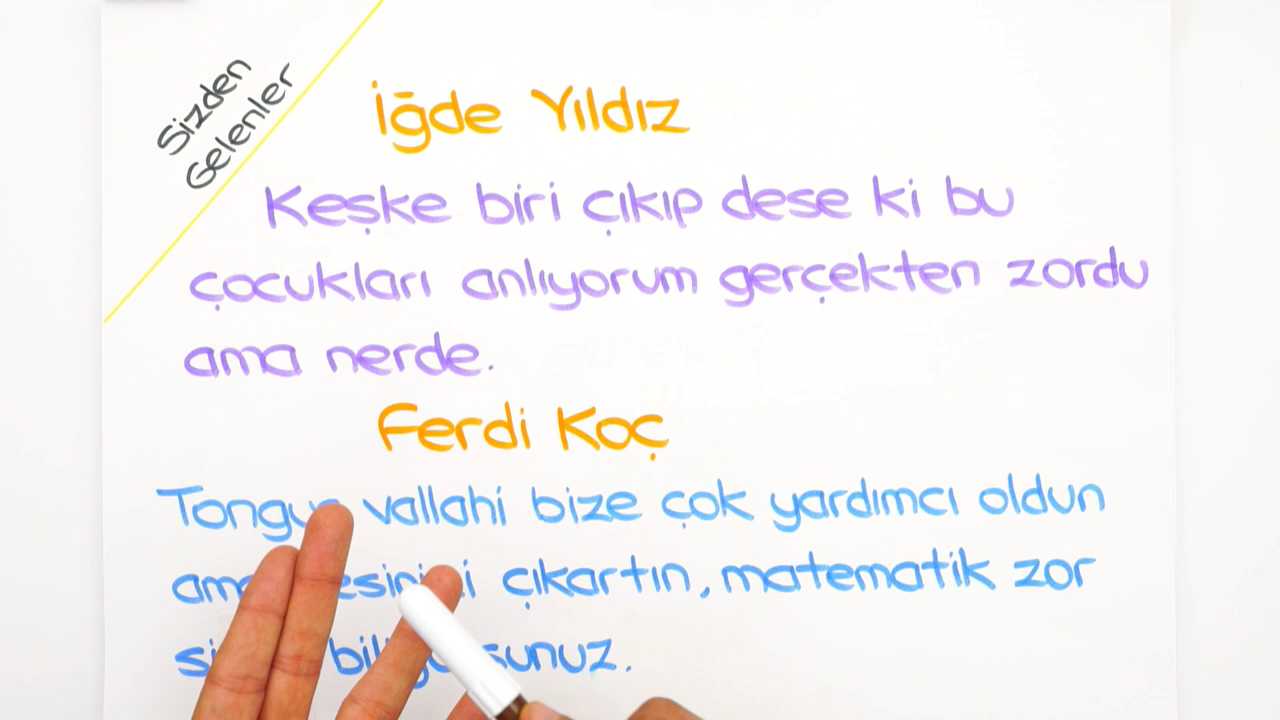 Sizden
Gelenler
İğde Yıldız
Keşke biri çıkıp dese ki bu
çocukları anlıyorum gerçekten zordu
ama nerde.
Ferdi Koç
vallahi bize çok yardımcı oldun
çıkartın, matematik zor